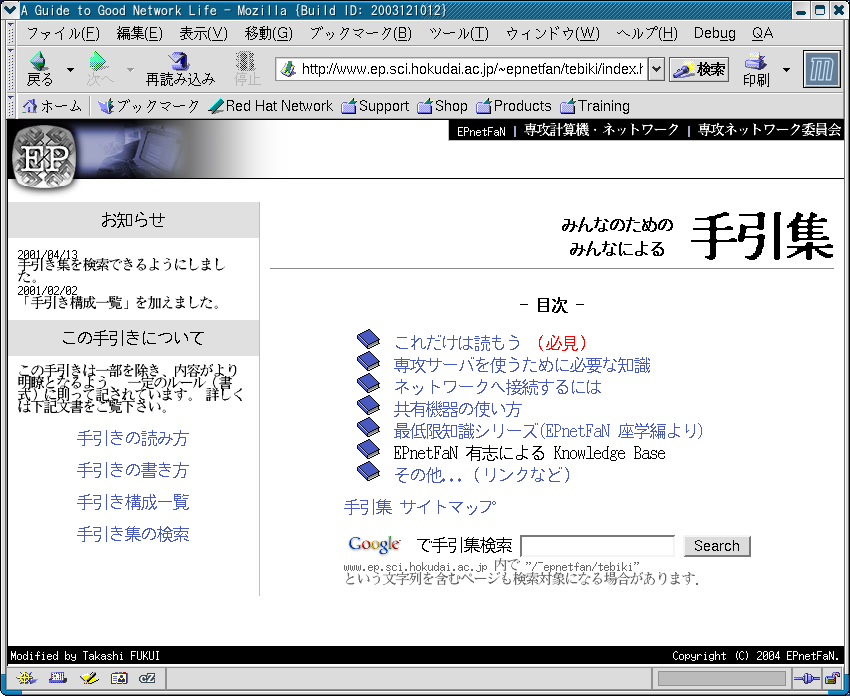 A Guide to Good Network Life - Mozilla {Build ID: 2003121012}
ファイル(F) 編集(E) 表示(V) 移動(G) ブックマーク(B) ツール(T) ウィンドウ(W) ヘルプ(H) Debug QA
戻る 次へ 再読み込み 停止 http://www.ep.sci.hokudai.ac.jp/~epnetfan/tebiki/index.h 検索 印刷
ホーム ブックマーク Red Hat Network Support Shop Products Training
EPnetFaN | 専攻計算機・ネットワーク | 専攻ネットワーク委員会
EP
お知らせ
2001/04/13
手引き集を検索できるようにしまし
た。
2001/02/02
「手引き構成一覧」を加えました。
この手引きについて
この手引きは一部を除き、内容がより
明瞭となるよう、 一定のルール（書
式）に則って記されています。 詳しく
は下記文書をご覧下さい。
手引きの読み方
手引きの書き方
手引き構成一覧
手引き集の検索
みんなのための
みんなによる
手引集
- 目次 -
これだけは読もう （必見）
専攻サーバを使うために必要な知識
ネットワークへ接続するには
共有機器の使い方
最低限知識シリーズ(EPnetFaN 座学編より)
EPnetFaN 有志による Knowledge Base
その他...（リンクなど）
手引集 サイトマップ
Google で手引集検索 Search
www.ep.sci.hokudai.ac.jp 内で "/~epnetfan/tebiki"
という文字列を含むページも検索対象になる場合があります.
Modified by Takashi FUKUI
Copyright (C) 2004 EPnetFaN.